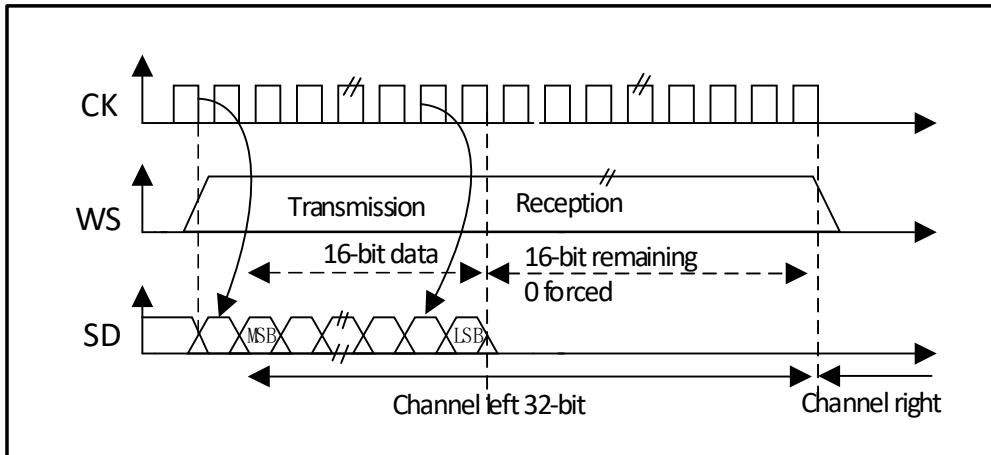 CK
WS
Transmission
Reception
16-bit data
16-bit remaining
0 forced
SD
MSB
LSB
Channel left 32-bit
Channel right